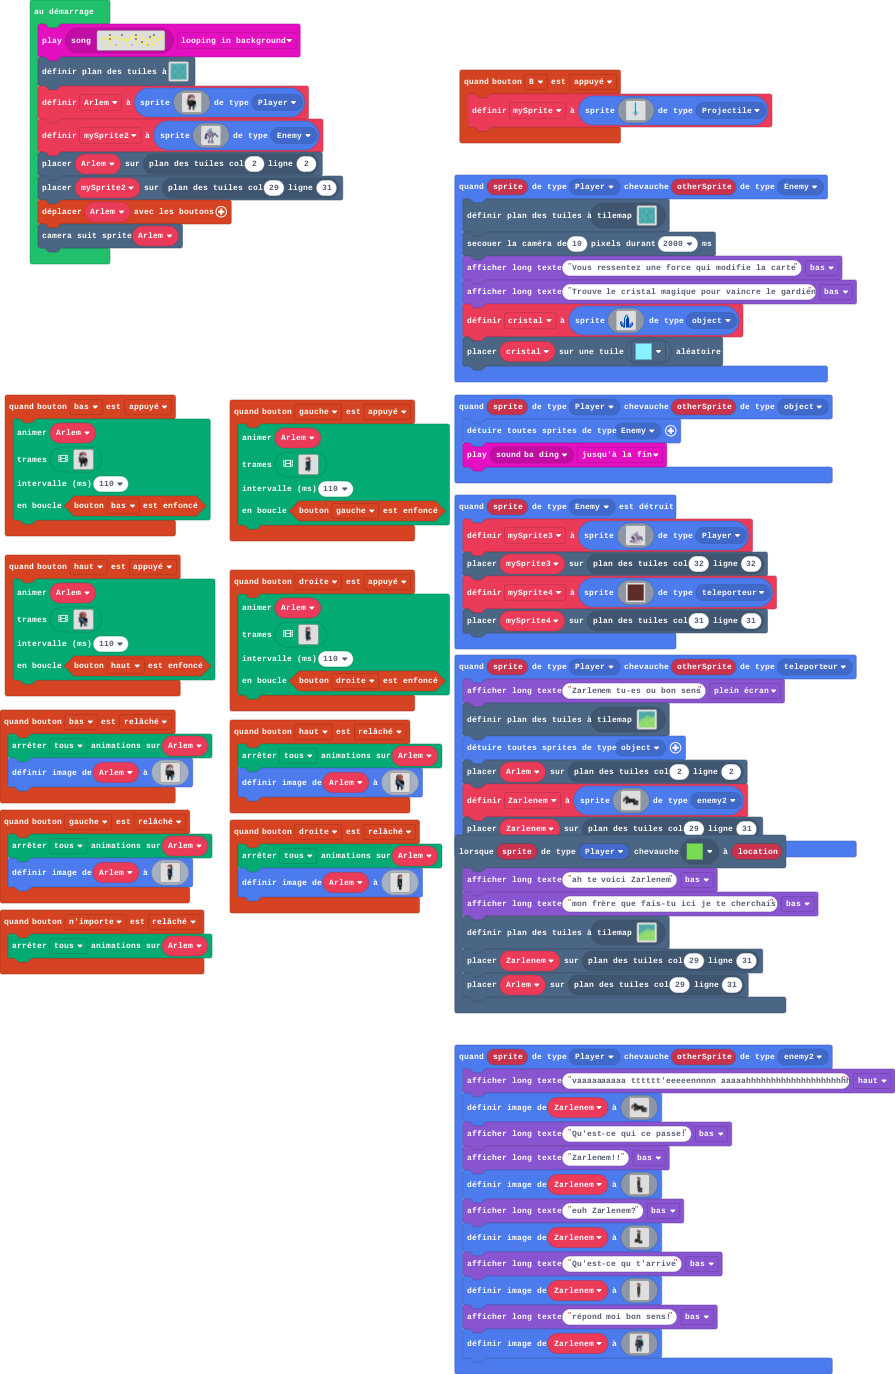 au démarrage
play song looping in background
définir plan des tuiles à
définir Arlem à sprite de type Player
définir mySprite2 à sprite de type Enemy
placer Arlem sur plan des tuiles col 2 ligne 2
placer mySprite2 sur plan des tuiles col 29 ligne 31
déplacer Arlem avec les boutons
camera suit sprite Arlem
quand bouton B est appuyé
définir mySprite à sprite de type Projectile
quand sprite de type Player chevauche otherSprite de type Enemy
définir plan des tuiles à tilemap
secouer la caméra de 10 pixels durant 2000 ms
afficher long texte "Vous ressentez une force qui modifie la carte" bas
afficher long texte "Trouve le cristal magique pour vaincre le gardien bas
définir cristal à sprite de type object
placer cristal sur une tuile aléatoire
quand bouton bas est appuyé
animer Arlem
trames
intervalle (ms) 110
en boucle bouton bas est enfoncé
quand bouton gauche est appuyé
animer Arlem
trames
intervalle (ms) 110
en boucle bouton gauche est enfoncé
quand sprite de type Player chevauche otherSprite de type object
détuire toutes sprites de type Enemy
play sound ba ding jusqu'à la fin
quand sprite de type Enemy est détruit
définir mySprite3 à sprite de type Player
placer mySprite3 sur plan des tuiles col 32 ligne 32
définir mySprite4 à sprite de type teleporteur
placer mySprite4 sur plan des tuiles col 31 ligne 31
quand bouton haut est appuyé
animer Arlem
trames
intervalle (ms) 110
en boucle bouton haut est enfoncé
quand bouton droite est appuyé
animer Arlem
trames
intervalle (ms) 110
en boucle bouton droite est enfoncé
quand sprite de type Player chevauche otherSprite de type teleporteur
afficher long texte "Zarlenem tu-es ou bon sens" plein écran
définir plan des tuiles à tilemap
détuire toutes sprites de type object
placer Arlem sur plan des tuiles col 2 ligne 2
définir Zarlenem à sprite de type enemy2
placer Zarlenem sur plan des tuiles col 29 ligne 31
quand bouton bas est relâché
arrêter tous animations sur Arlem
définir image de Arlem à
quand bouton haut est relâché
arrêter tous animations sur Arlem
définir image de Arlem à
quand bouton gauche est relâché
arrêter tous animations sur Arlem
définir image de Arlem à
quand bouton droite est relâché
arrêter tous animations sur Arlem
définir image de Arlem à
quand bouton n'importe est relâché
arrêter tous animations sur Arlem
lorsque sprite de type Player chevauche à location
afficher long texte "ah te voici Zarlenem" bas
afficher long texte "mon frère que fais-tu ici je te cherchais" bas
définir plan des tuiles à tilemap
placer Zarlenem sur plan des tuiles col 29 ligne 31
placer Arlem sur plan des tuiles col 29 ligne 31
quand sprite de type Player chevauche otherSprite de type enemy2
afficher long texte haut
définir image de Zarlenem à
afficher long texte "Qu'est-ce qui ce passe!" bas
afficher long texte "Zarlenem!!" bas
définir image de Zarlenem à
afficher long texte "euh Zarlenem?" bas
définir image de Zarlenem à
afficher long texte "Qu'est-ce qu t'arrive" bas
définir image de Zarlenem à
afficher long texte "répond moi bon sens!" bas
définir image de Zarlenem à